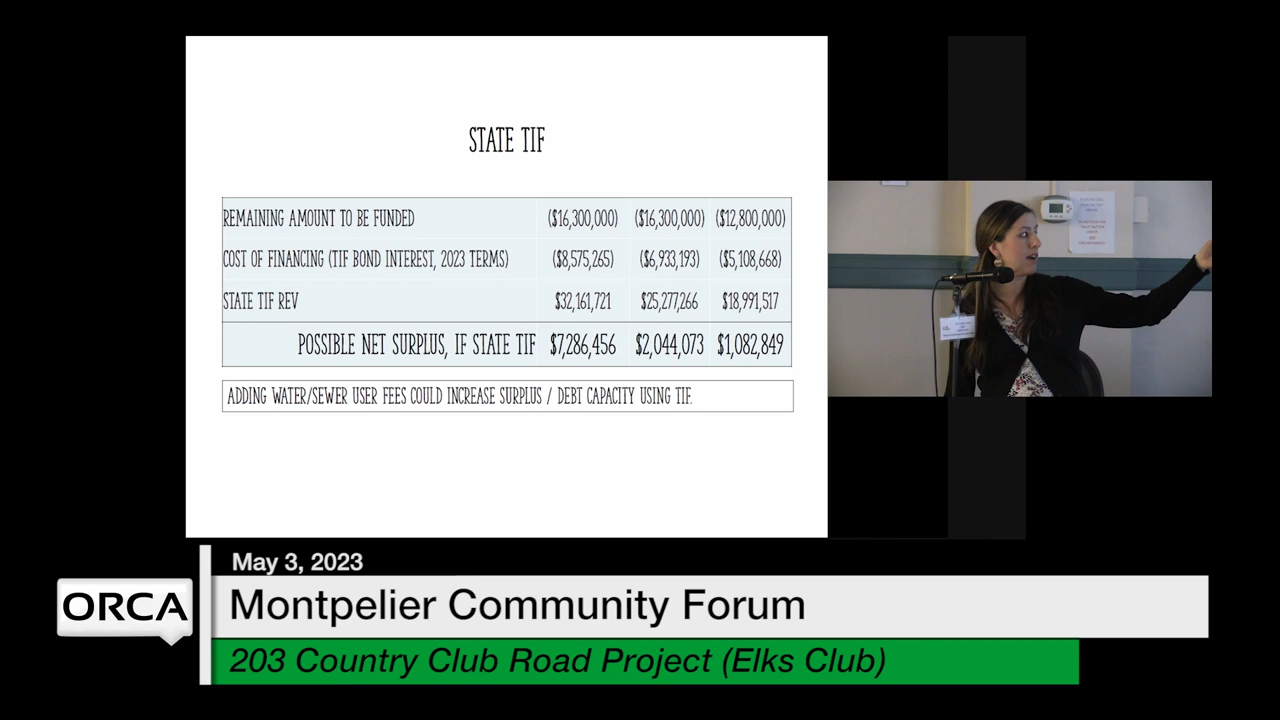 STATE TIF
REMAINING AMOUNT TO BE FUNDED ($16,300,000) ($16,300,000) ($12,800,000)
COST OF FINANCING (TIF BOND INTEREST, 2023 TERMS) ($8,575,265) ($6,933,193) ($5,108,668)
STATE TIF REV $32,161,721 $25,277,266 $18,991,517
POSSIBLE NET SURPLUS, IF STATE TIF $7,286,456 $2,044,073 $1,082,849
ADDING WATER/SEWER USER FEES COULD INCREASE SURPLUS / DEBT CAPACITY USING TIF.
May 3, 2023
ORCA
Montpelier Community Forum
203 Country Club Road Project (Elks Club)